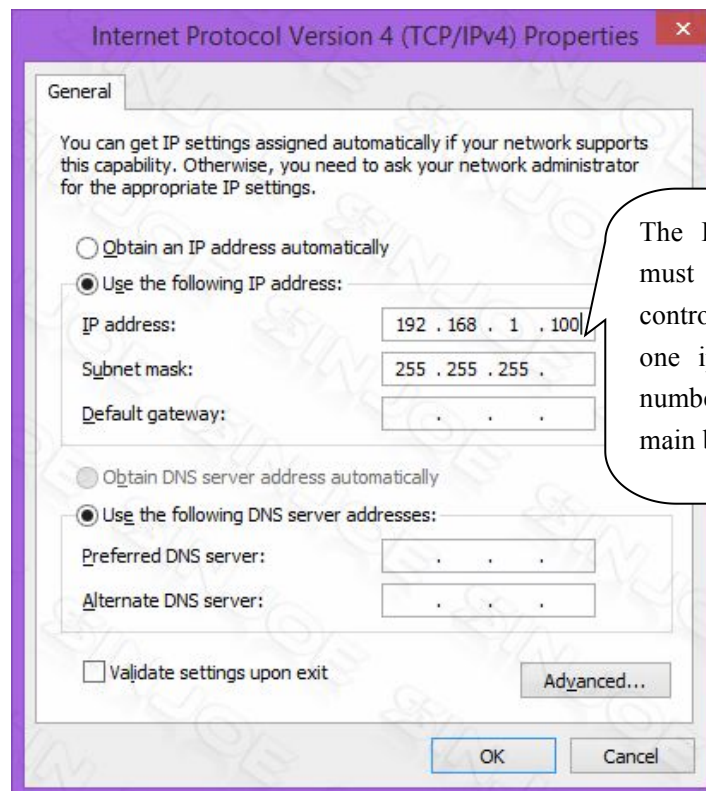 Internet Protocol Version 4 (TCP/IPv4) Properties
General
You can get IP settings assigned automatically if your network supports
this capability. Otherwise, you need to ask your network administrator
for the appropriate IP settings.
Obtain an IP address automatically
Use the following IP address:
IP address: 192 . 168 . 1 . 100
Subnet mask: 255 . 255 . 255 .
Default gateway: . . .
Obtain DNS server address automatically
Use the following DNS server addresses:
Preferred DNS server: . . .
Alternate DNS server: . . .
Validate settings upon exit
Advanced...
OK Cancel
The
must
one
main
SINJOE